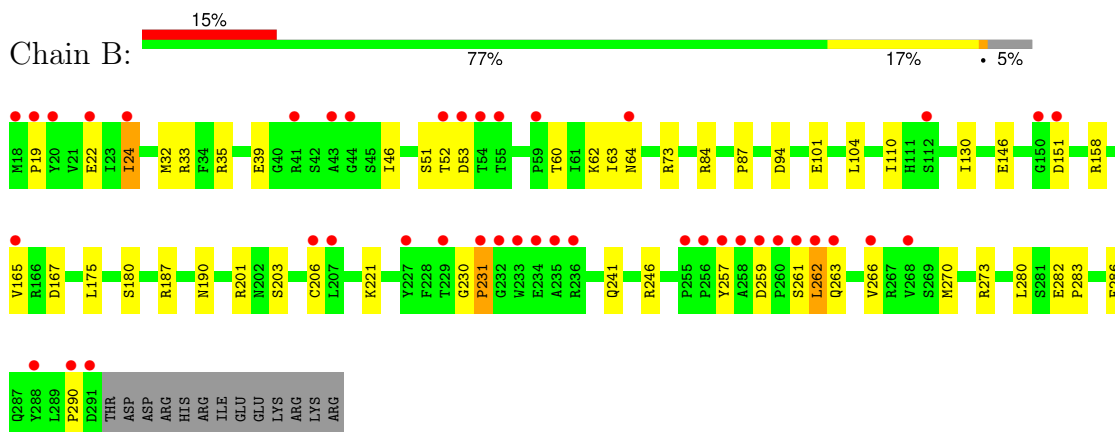 15%
Chain B:
77% 17% • 5%
M18 P19 Y20 V21 E22 I23 I24 M32 R33 F34 R35 E39 G40 R41 S42 A43 G44 S45 I46 S51 T52 D53 T54 T55 P59 T60 I61 K62 I63 N64 R73 R84 P87 D94 E101 L104 I110 H111 S112 I130 E146 G150 D151 R158
V165 R166 D167 L175 S180 R187 N190 R201 N202 S203 C206 L207 K221 Y227 F228 T229 G230 P231 G232 W233 E234 A235 R236 Q241 R246 P255 P256 Y257 A258 D259 P260 S261 L262 Q263 V266 R267 V268 S269 M270 R273 L280 S281 E282 P283
Q287 Y288 L289 P290 D291 THR ASP ASP ARG HIS ARG ILE GLU GLU LYS ARG LYS ARG